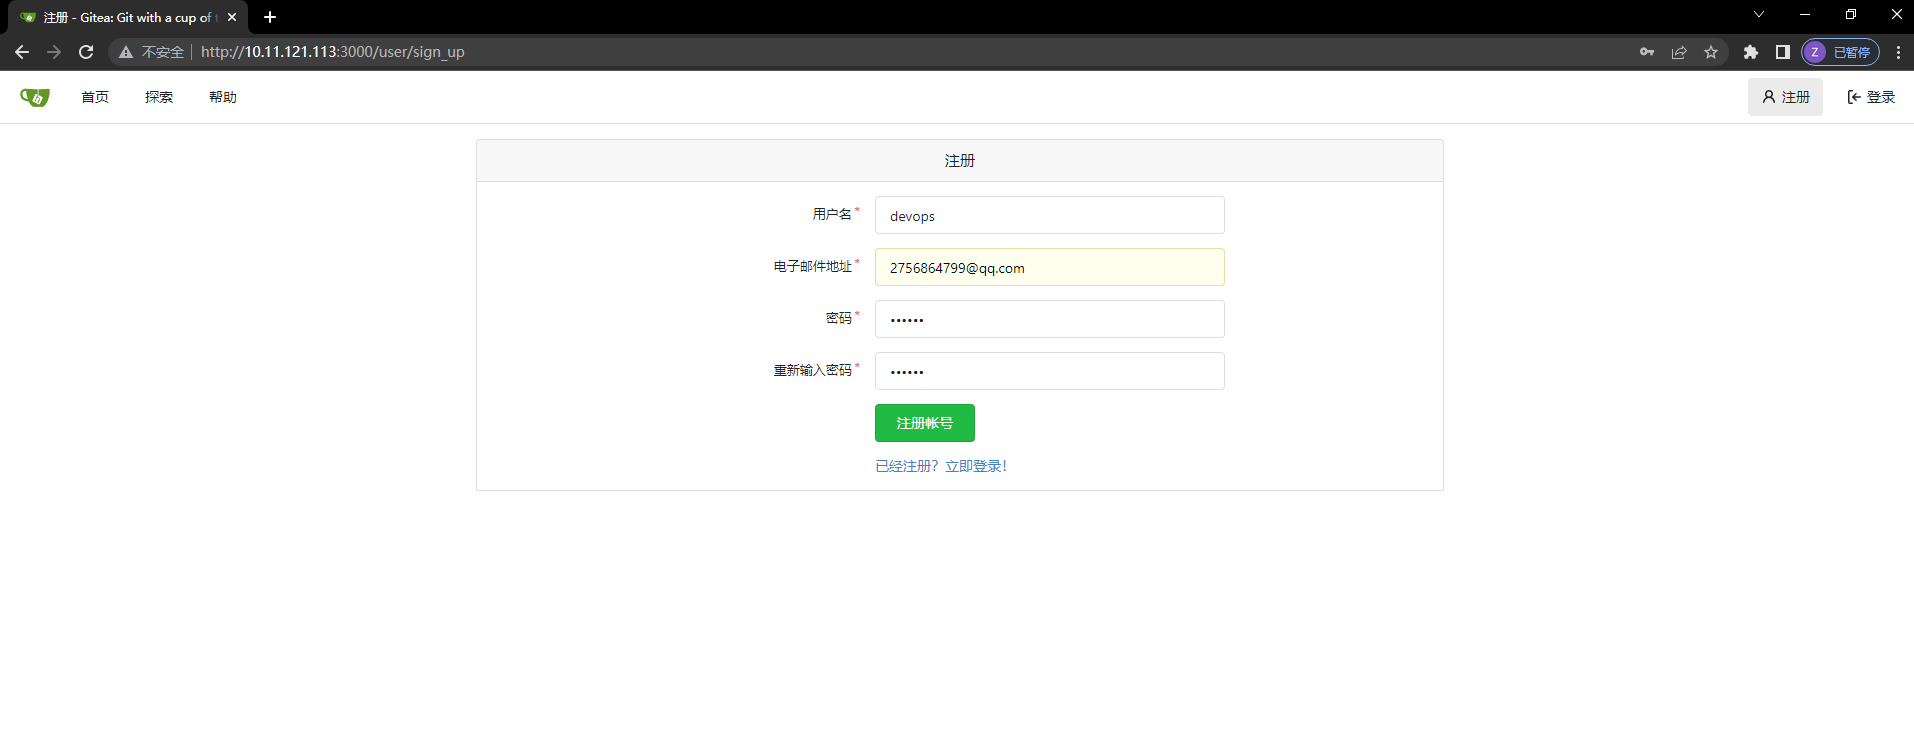 注册 - Gitea: Git with a cup of t
不安全 http://10.11.121.113:3000/user/sign_up
Z 已暂停
首页 探索 帮助 注册 登录
注册
用户名* devops
电子邮件地址* 2756864799@qq.com
密码* ••••••
重新输入密码* ••••••
注册帐号
已经注册？立即登录！